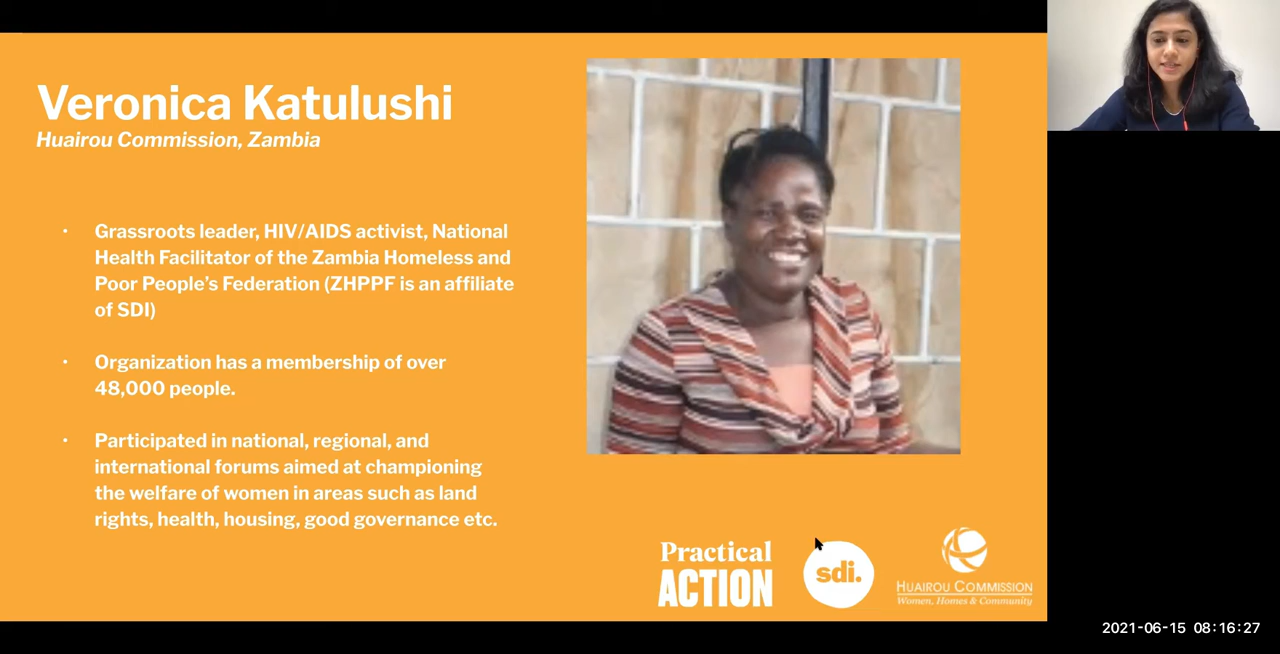 Veronica Katulushi
Huairou Commission, Zambia
• Grassroots leader, HIV/AIDS activist, National
Health Facilitator of the Zambia Homeless and
Poor People's Federation (ZHPPF is an affiliate
of SDI)
• Organization has a membership of over
48,000 people.
• Participated in national, regional, and
international forums aimed at championing
the welfare of women in areas such as land
rights, health, housing, good governance etc.
Practical
ACTION
sdi.
HUAIROU COMMISSION
Women, Homes & Community
2021-06-15 08:16:27